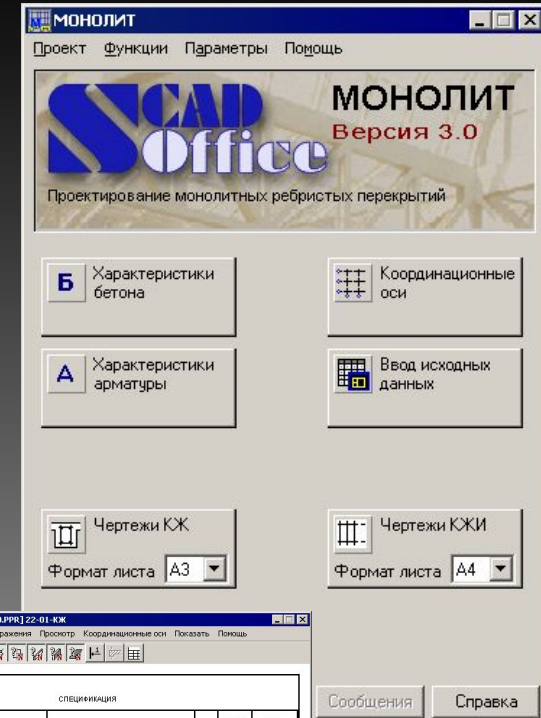 МОНОЛИТ
Проект Функции Параметры Помощь
SCAD Office
МОНОЛИТ
Версия 3.0
Проектирование монолитных ребристых перекрытий
Б Характеристики бетона
Координационные оси
А Характеристики арматуры
Ввод исходных данных
Чертежи КЖ
Формат листа А3
Чертежи КЖИ
Формат листа А4
.PPR] 22-01-КЖ
Просмотр Координационные оси Показать Помощь
СПЕЦИФИКАЦИЯ
Сообщения Справка